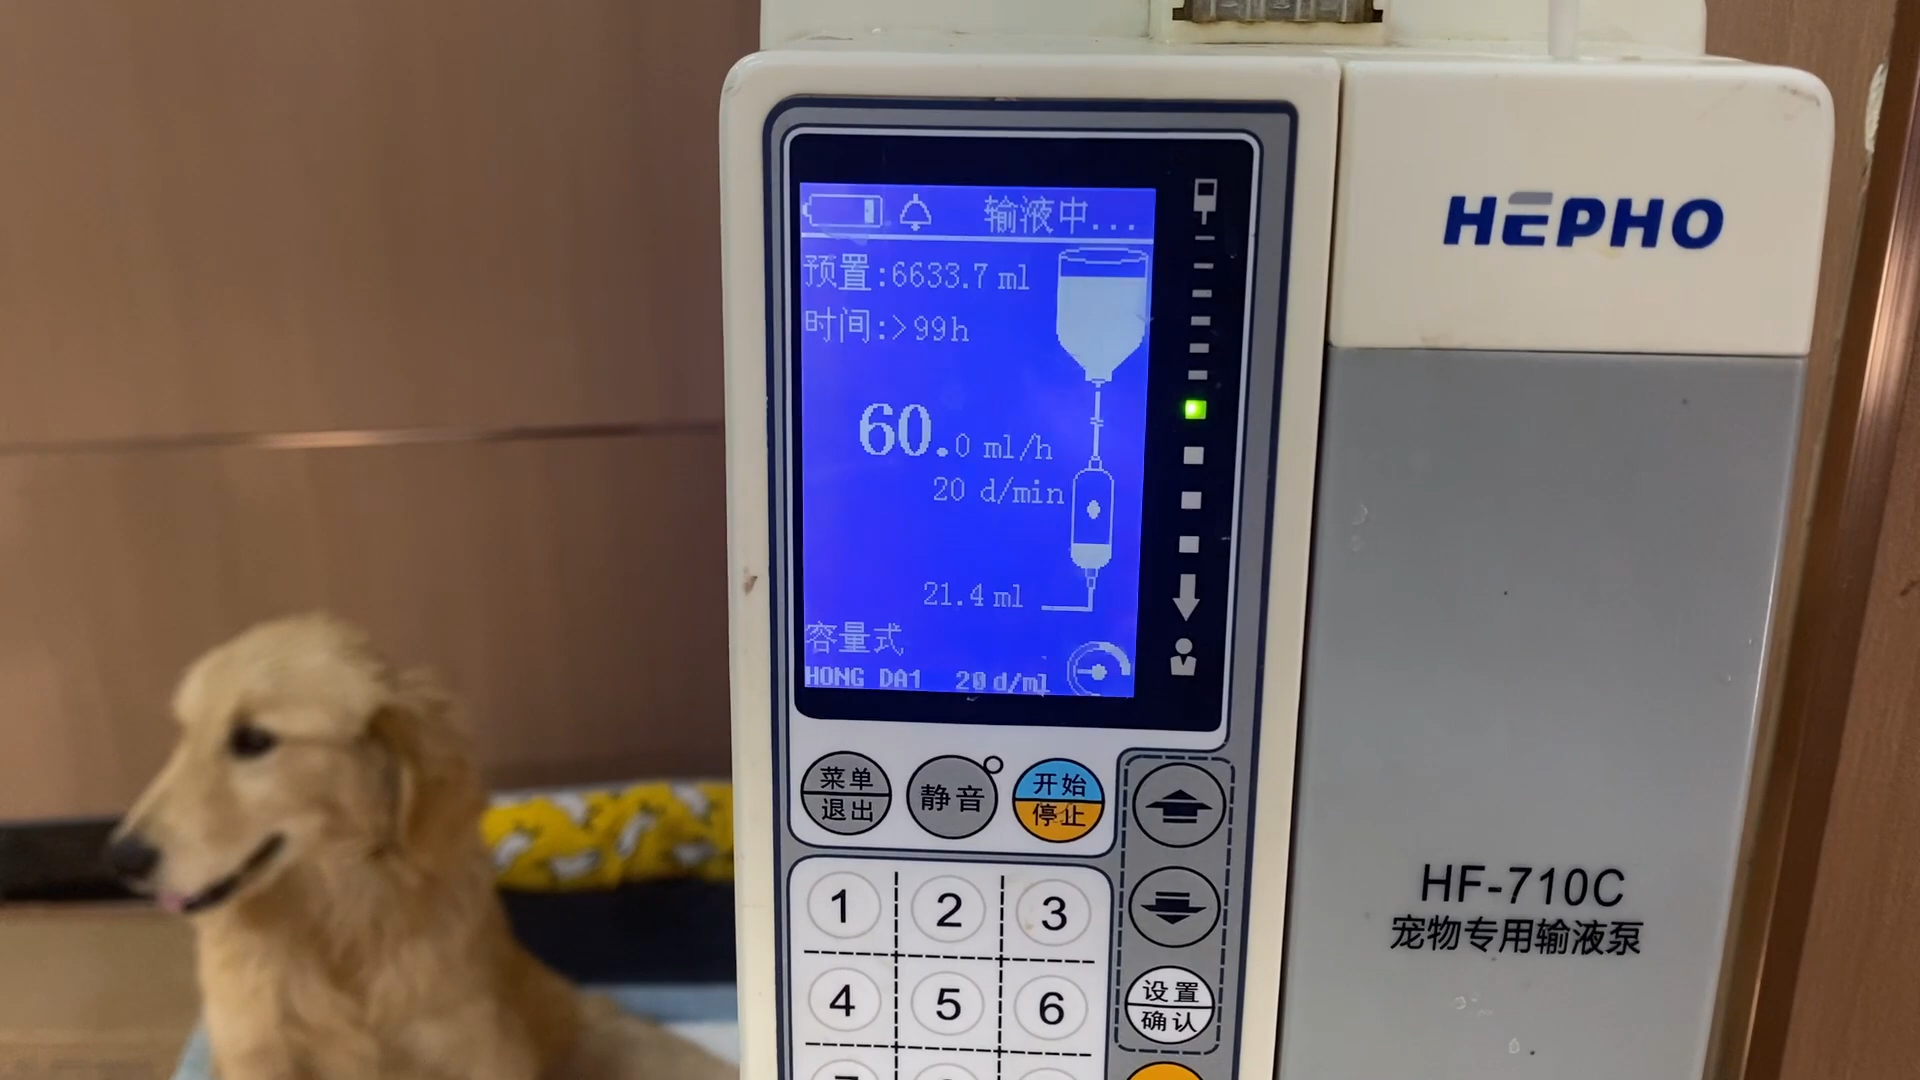 输液中...
预置:6633.7 ml
时间:>99h
60.0 ml/h
20 d/min
21.4 ml
容量式
HONG DA1 20d/ml
菜单
退出
静音
开始
停止
1 2 3
4 5 6
设置
确认
HEPHO
HF-710C
宠物专用输液泵